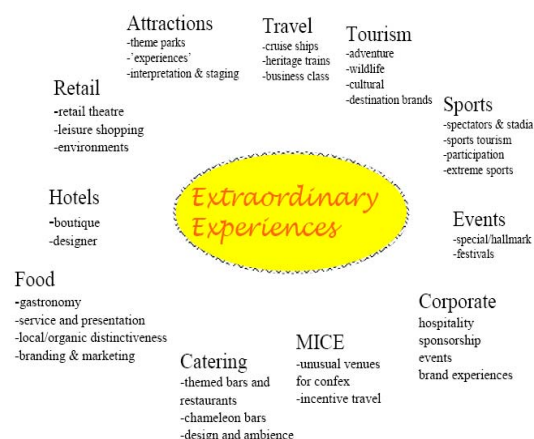 Attractions
-theme parks
-'experiences'
-interpretation & staging
Travel
-cruise ships
-heritage trains
-business class
Tourism
-adventure
-wildlife
-cultural
-destination brands
Retail
-retail theatre
-leisure shopping
-environments
Sports
-spectators & stadia
-sports tourism
-participation
-extreme sports
Extraordinary
Experiences
Hotels
-boutique
-designer
Events
-special/hallmark
-festivals
Food
-gastronomy
-service and presentation
-local/organic distinctiveness
-branding & marketing
Corporate
hospitality
sponsorship
events
brand experiences
MICE
-unusual venues
for confex
-incentive travel
Catering
-themed bars and
restaurants
-chameleon bars
-design and ambience